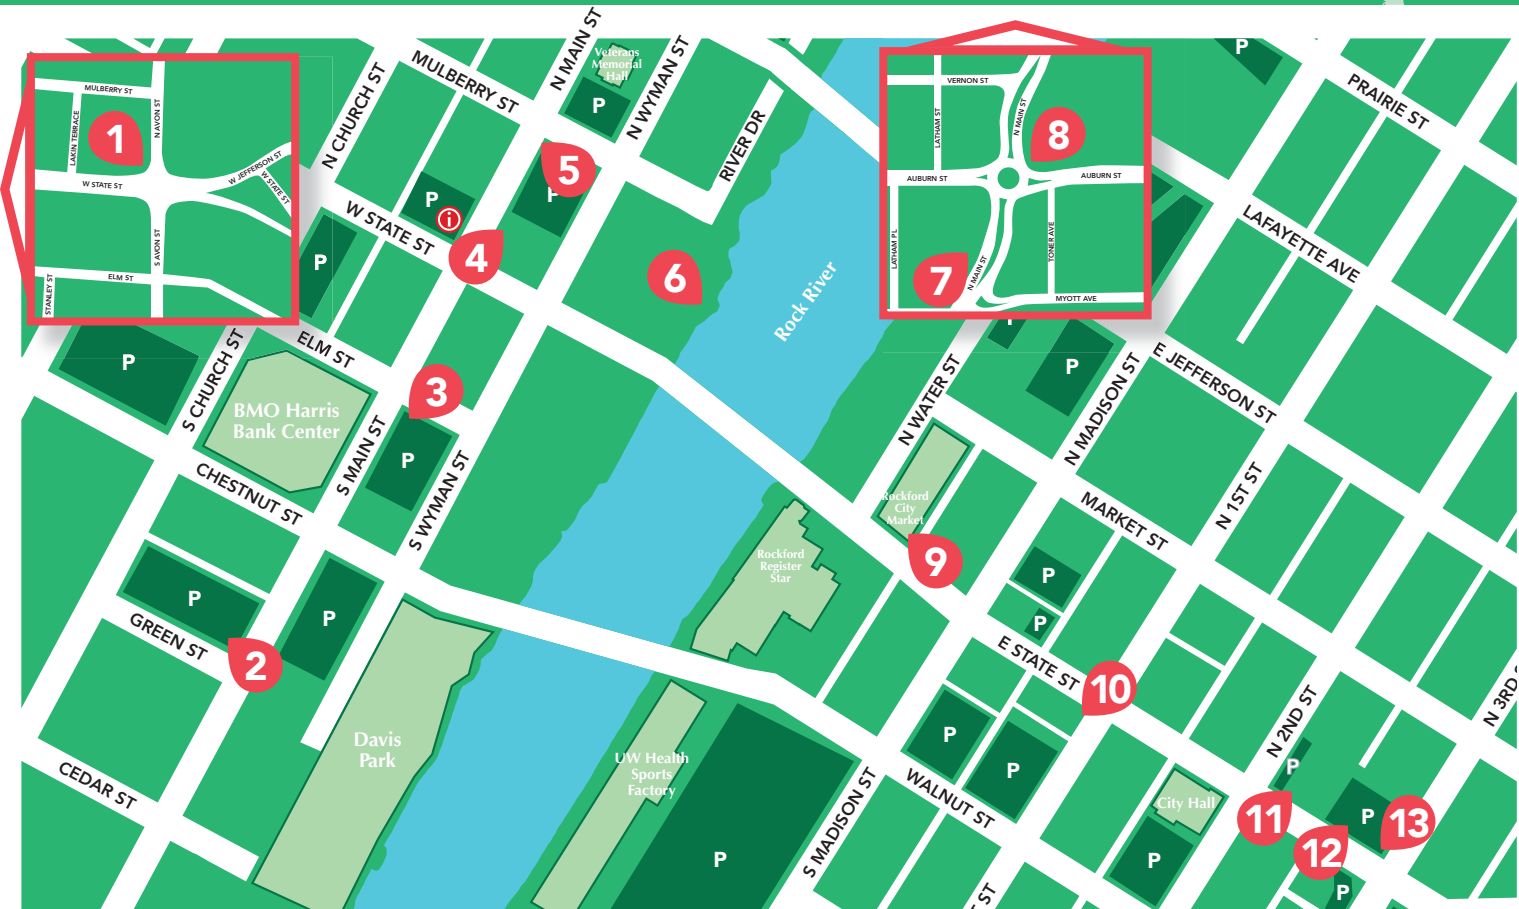 MULBERRY ST
N AVON ST
LAKIN TERRACE
1
W STATE ST
W JEFFERSON ST
W STATE ST
S AVON ST
ELM ST
STANLEY ST
N CHURCH ST
MULBERRY ST
N MAIN ST
Veterans
Memorial
Hall
P
N WYMAN ST
RIVER DR
5
P
P
i
W STATE ST
4
P
6
Rock River
VERNON ST
LATHAM ST
N MAIN ST
8
AUBURN ST
AUBURN ST
LATHAM PL
TONER AVE
7
N MAIN ST
MYOTT AVE
P
PRAIRIE ST
LAFAYETTE AVE
P
P
E JEFFERSON ST
P
S CHURCH ST
ELM ST
BMO Harris
Bank Center
3
S MAIN ST
P
S WYMAN ST
CHESTNUT ST
N WATER ST
N MADISON ST
N 1ST ST
MARKET ST
Rockford
City
Market
9
Rockford
Register
Star
P
P
P
P
GREEN ST
2
E STATE ST
10
N 2ND ST
N 3RD S
Davis
Park
CEDAR ST
UW Health
Sports
Factory
P
P
P
WALNUT ST
S MADISON ST
City Hall
P
P
11
P
13
12
P
ST